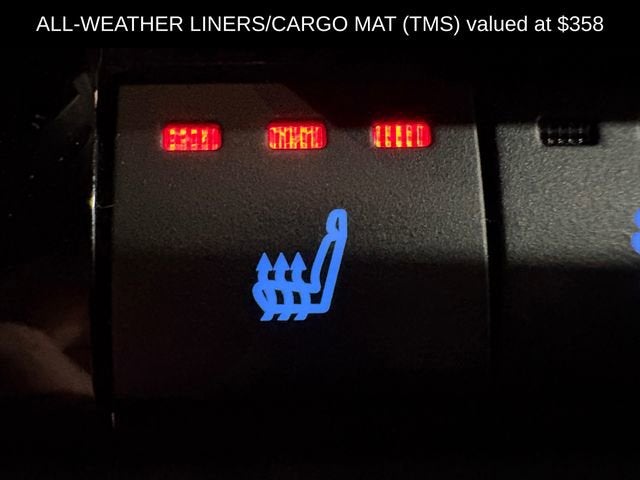 ALL-WEATHER LINERS/CARGO MAT (TMS) valued at $358